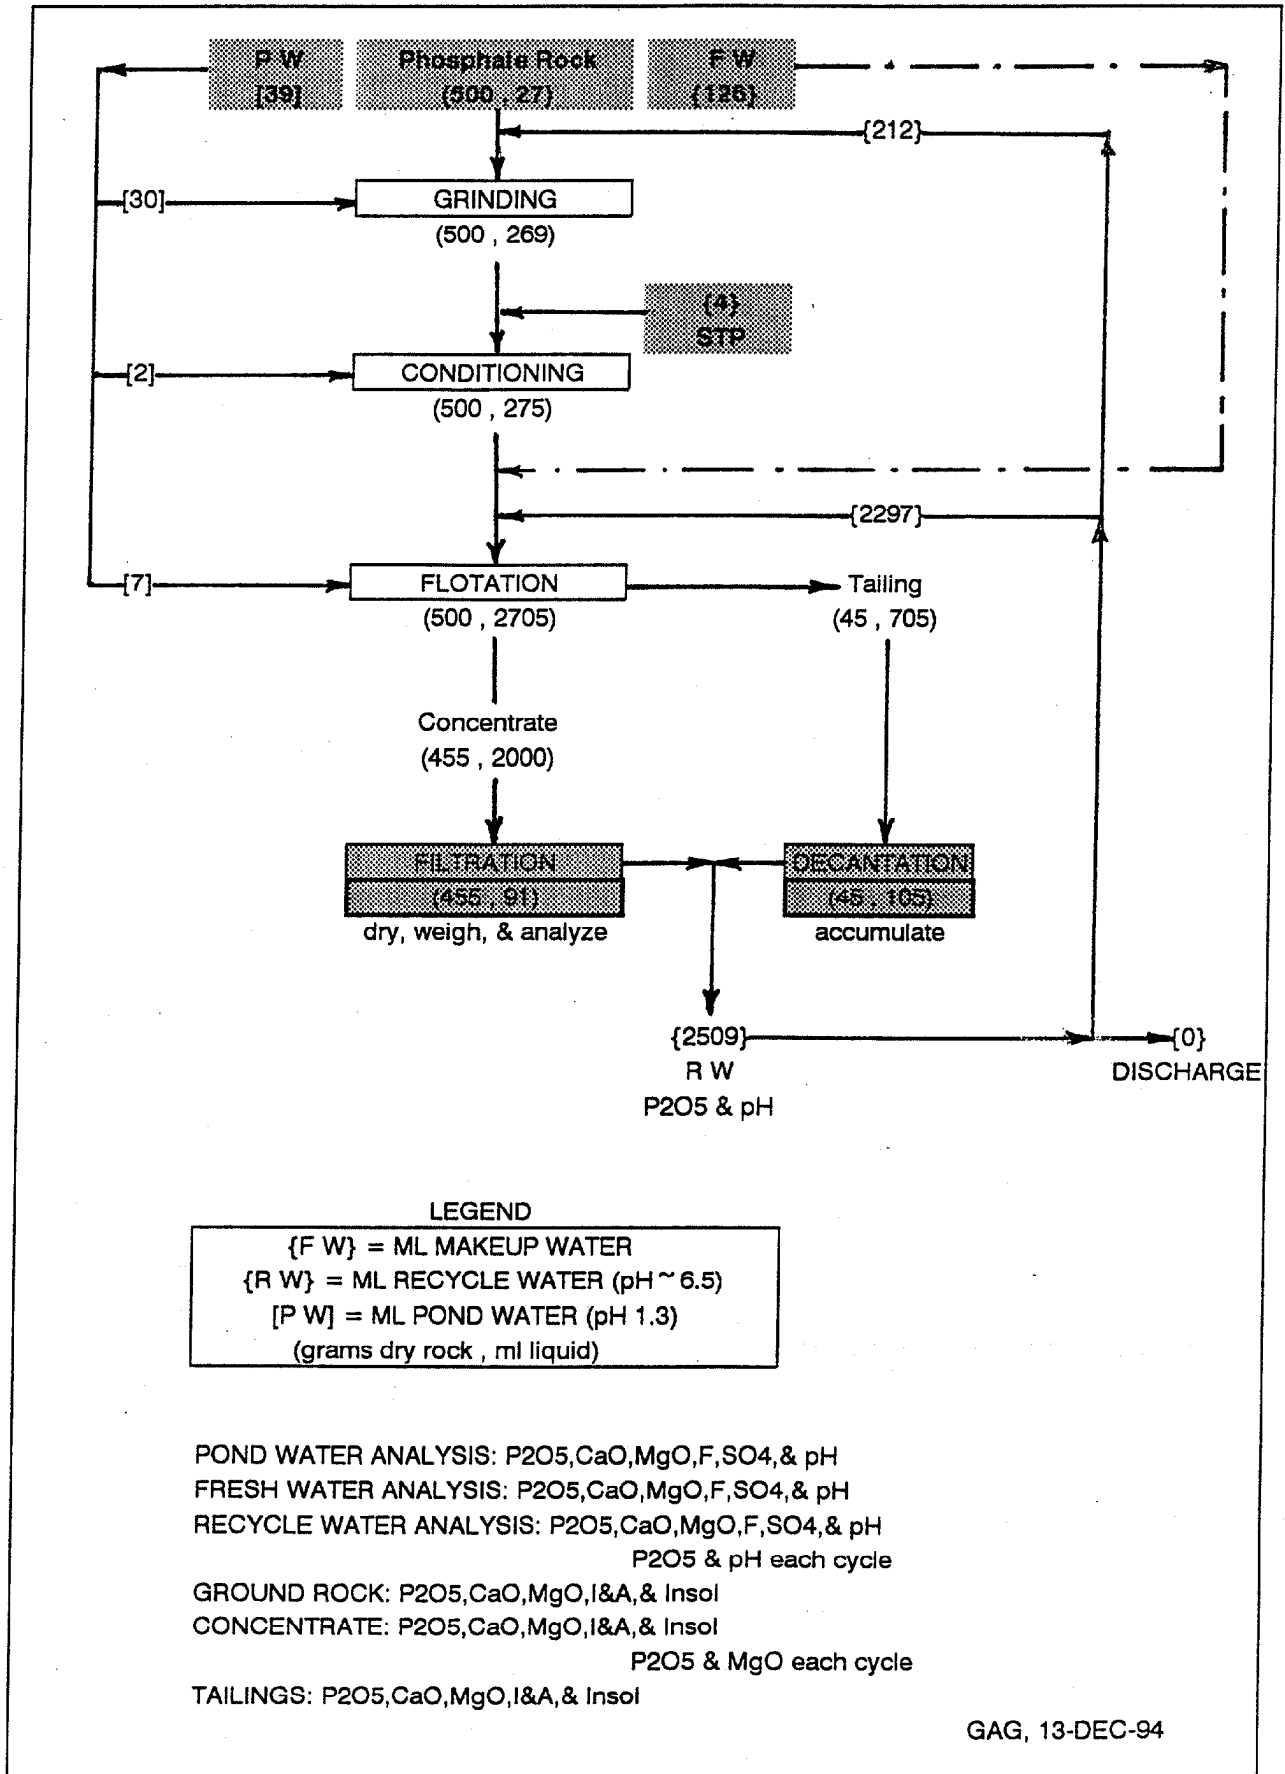 P W
[39]
Phosphate Rock
(500 , 27)
F W
{126}
{212}
[30]
GRINDING
(500 , 269)
{4}
STP
[2]
CONDITIONING
(500 , 275)
{2297}
[7]
FLOTATION
(500 , 2705)
Tailing
(45 , 705)
Concentrate
(455 , 2000)
FILTRATION
(455 , 91)
dry, weigh, & analyze
DECANTATION
(45 , 105)
accumulate
{2509}
R W
P2O5 & pH
{0}
DISCHARGE
LEGEND
{F W} = ML MAKEUP WATER
{R W} = ML RECYCLE WATER (pH ~ 6.5)
[P W] = ML POND WATER (pH 1.3)
(grams dry rock , ml liquid)
POND WATER ANALYSIS: P2O5,CaO,MgO,F,SO4,& pH
FRESH WATER ANALYSIS: P2O5,CaO,MgO,F,SO4,& pH
RECYCLE WATER ANALYSIS: P2O5,CaO,MgO,F,SO4,& pH
P2O5 & pH each cycle
GROUND ROCK: P2O5,CaO,MgO,I&A,& Insol
CONCENTRATE: P2O5,CaO,MgO,I&A,& Insol
P2O5 & MgO each cycle
TAILINGS: P2O5,CaO,MgO,I&A,& Insol
GAG, 13-DEC-94